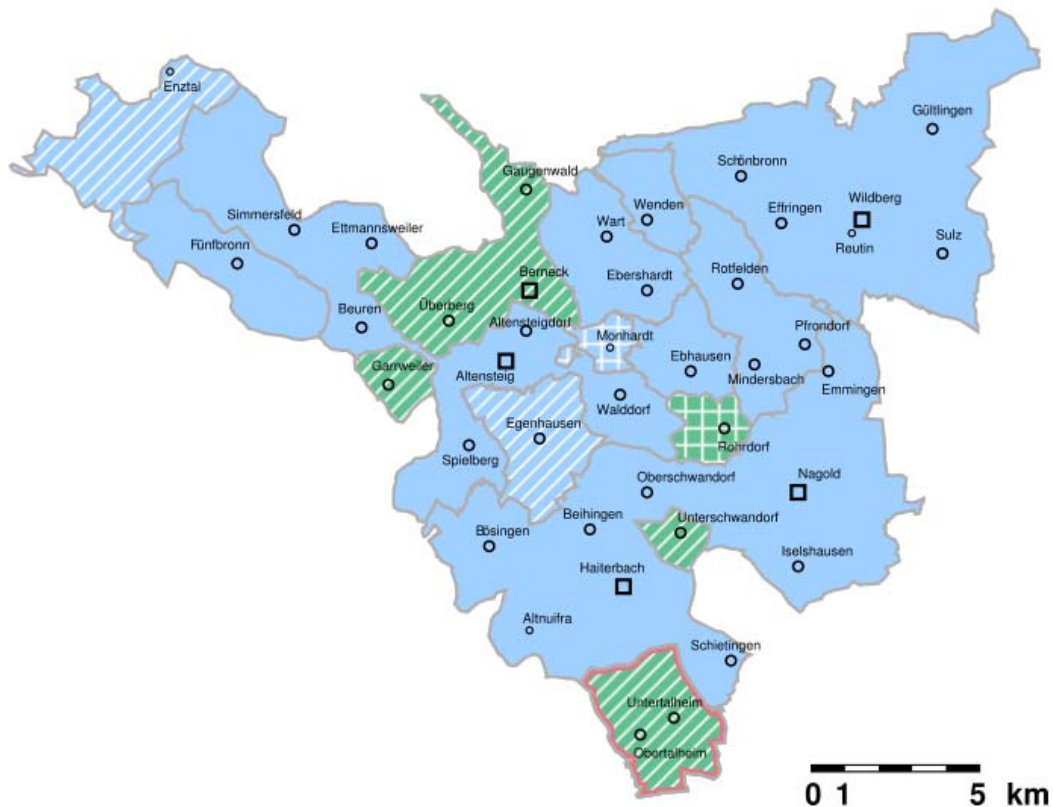 Enztal
Gültlingen
Schönbronn
Gaugenwald
Wildberg
Simmersfeld
Wenden
Effringen
Wart
Ettmannsweiler
Sulz
Fünfbronn
Reutin
Berneck
Ebershardt
Rotfelden
Beuren
Überberg
Altensteigdorf
Monhardt
Pfrondorf
Garrweiler
Ebhausen
Altensteig
Mindersbach
Emmingen
Walddorf
Egenhausen
Rohrdorf
Spielberg
Nagold
Oberschwandorf
Unterschwandorf
Bösingen
Beihingen
Iselshausen
Haiterbach
Altnuifra
Schietingen
Untertalheim
Obertalheim
0 1 5 km